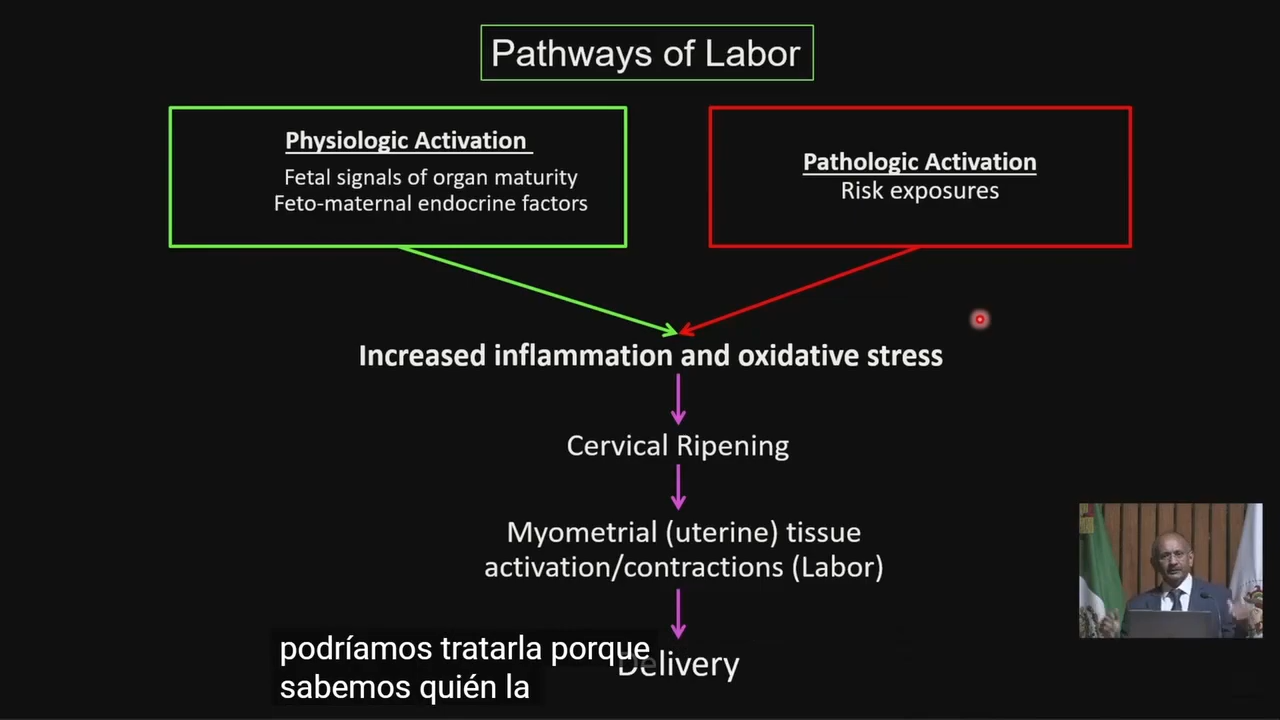 Pathways of Labor
Physiologic Activation
Fetal signals of organ maturity
Feto-maternal endocrine factors
Pathologic Activation
Risk exposures
Increased inflammation and oxidative stress
Cervical Ripening
Myometrial (uterine) tissue
activation/contractions (Labor)
Delivery
podríamos tratarla porque
sabemos quién la